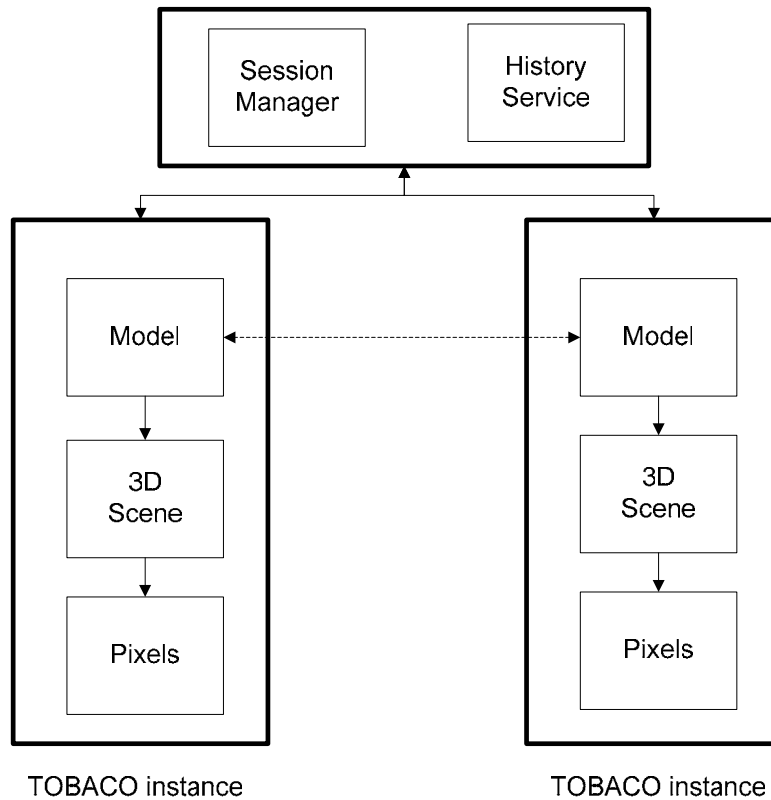 Session
Manager
History
Service
Model
Model
3D
Scene
3D
Scene
Pixels
Pixels
TOBACO instance
TOBACO instance